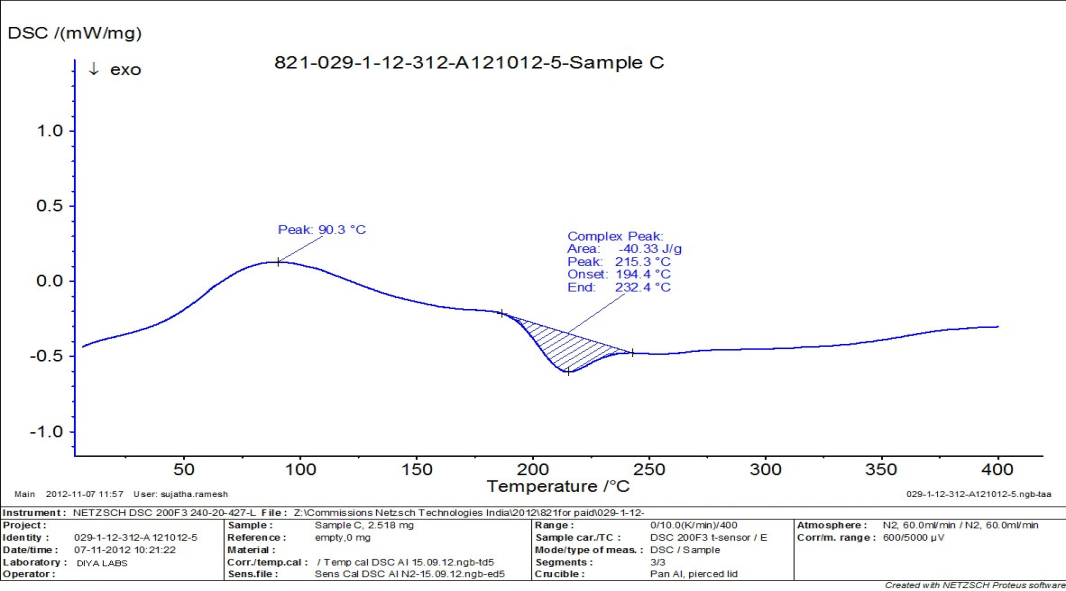 DSC /(mW/mg)
↓ exo
821-029-1-12-312-A121012-5-Sample C
1.0
0.5
0.0
-0.5
-1.0
Peak: 90.3 °C
Complex Peak:
Area: -40.33 J/g
Peak: 215.3 °C
Onset: 194.4 °C
End: 232.4 °C
50 100 150 200 250 300 350 400
Temperature /°C
Main 2012-11-07 11:57 User: sujatha.ramesh
029-1-12-312-A121012-5.ngb-taa
Instrument: NETZSCH DSC 200F3 240-20-427-L File: Z:\Commissions Netzsch Technologies India\2012\821for paid\029-1-12-
Project:
Identity: 029-1-12-312-A121012-5
Date/time: 07-11-2012 10:21:22
Laboratory: DIYA LABS
Operator:
Sample: Sample C, 2.518 mg
Reference: empty,0 mg
Material:
Corr./temp.cal: / Temp cal DSC Al 15.09.12.ngb-td5
Sens.file: Sens Cal DSC Al N2-15.09.12.ngb-ed5
Range: 0/10.0(K/min)/400
Sample car./TC: DSC 200F3 t-sensor / E
Mode/type of meas.: DSC / Sample
Segments: 3/3
Crucible: Pan Al, pierced lid
Atmosphere: N2, 60.0ml/min / N2, 60.0ml/min
Corr/m. range: 600/5000 µV
Created with NETZSCH Proteus software